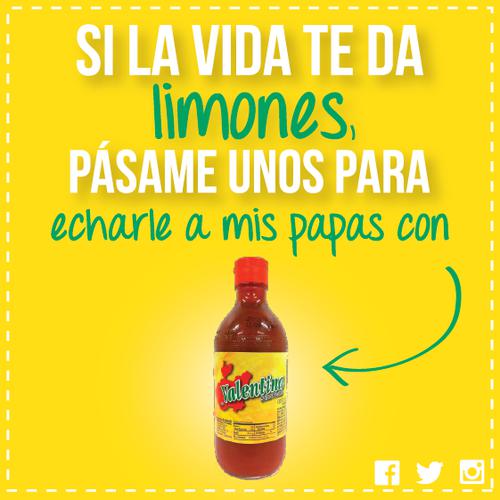 SI LA VIDA TE DA
limones,
PÁSAME UNOS PARA
echarle a mis papas con
Valentina